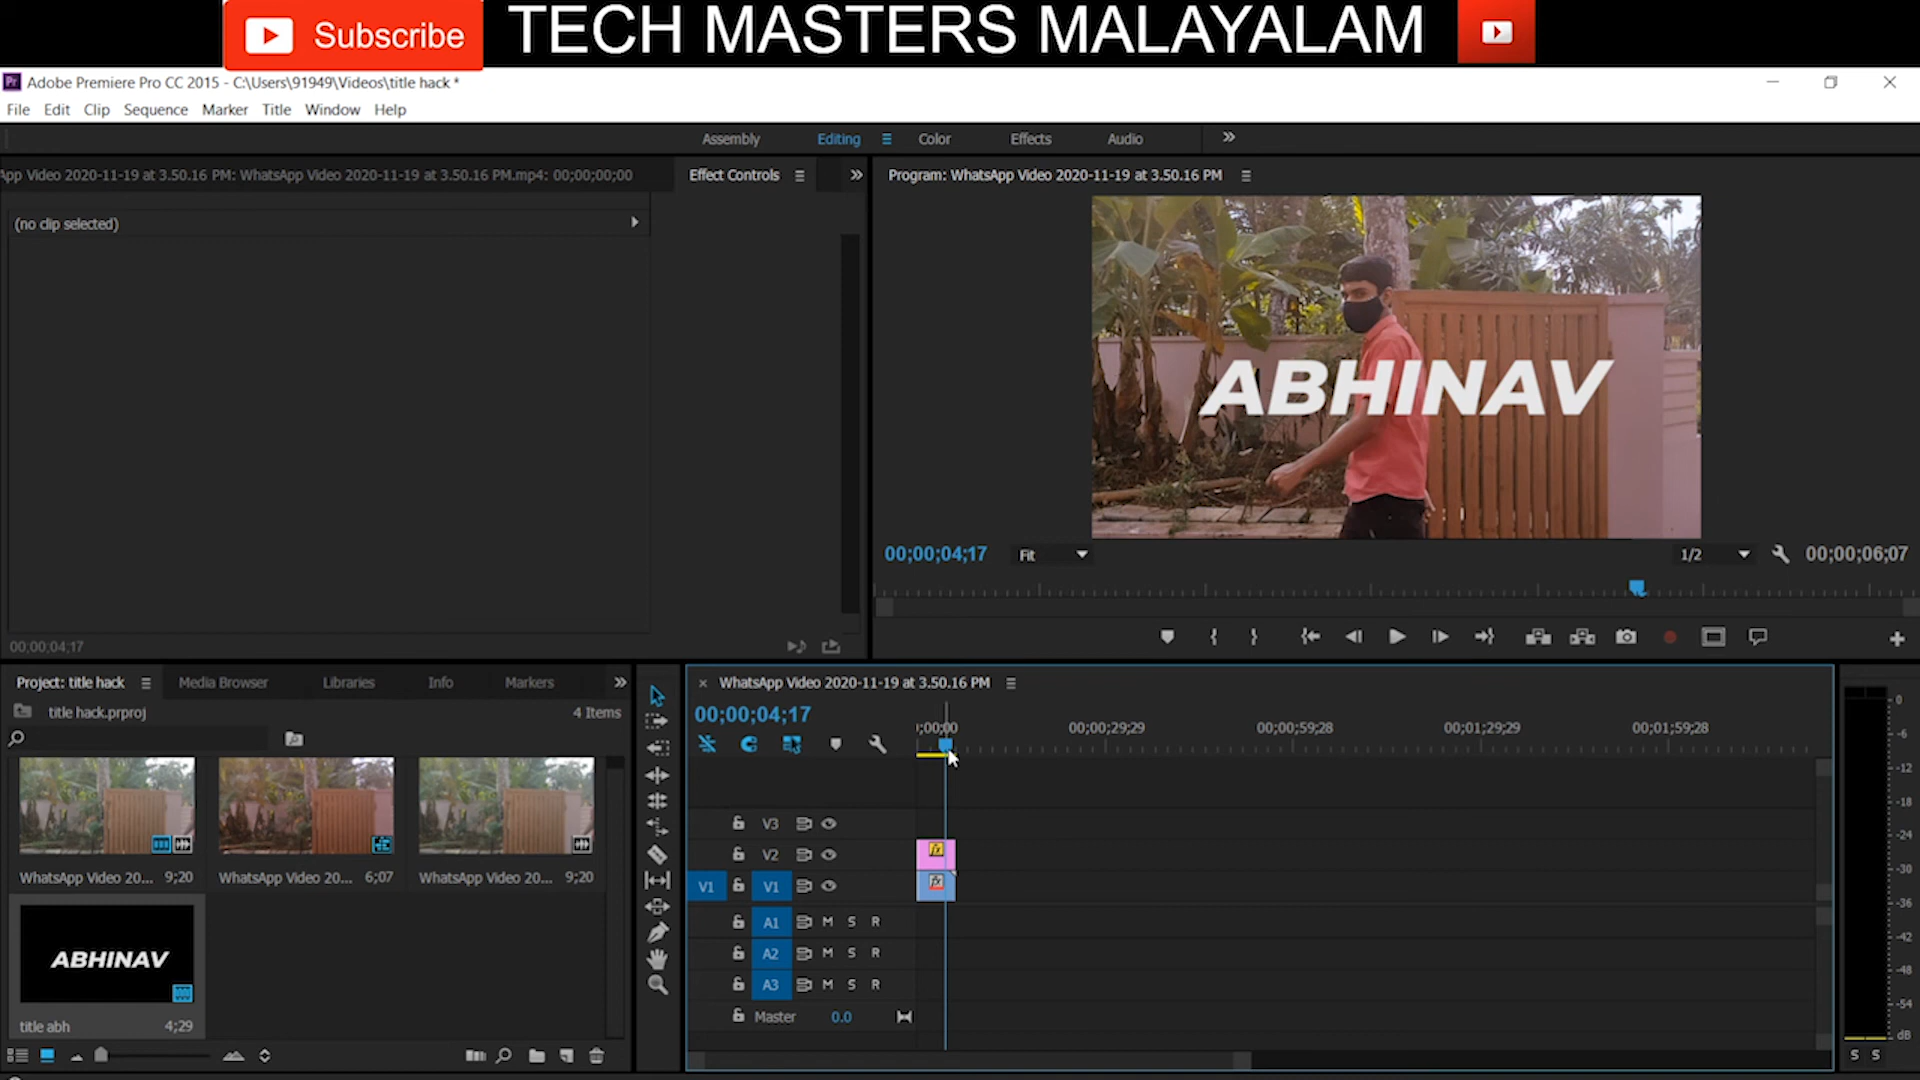 Subscribe TECH MASTERS MALAYALAM
Pr Adobe Premiere Pro CC 2015 - C:\Users\91949\Videos\title hack *
File Edit Clip Sequence Marker Title Window Help
Assembly Editing Color Effects Audio
App Video 2020-11-19 at 3.50.16 PM: WhatsApp Video 2020-11-19 at 3.50.16 PM.mp4: 00;00;00;00 Effect Controls
Program: WhatsApp Video 2020-11-19 at 3.50.16 PM
(no clip selected)
ABHINAV
00;00;04;17 Fit 1/2 00;00;06;07
00;00;04;17
Project: title hack Media Browser Libraries Info Markers
title hack.prproj 4 Items
WhatsApp Video 20... 9;20 WhatsApp Video 20... 6;07 WhatsApp Video 20... 9;20
ABHINAV
title abh 4;29
× WhatsApp Video 2020-11-19 at 3.50.16 PM
00;00;04;17
;00;00 00;00;29;29 00;00;59;28 00;01;29;29 00;01;59;28
V3
V2 fx
V1 V1 fx
A1 M S R
A2 M S R
A3 M S R
Master 0.0
0
-6
-12
-18
-24
-30
-36
-42
-48
-54
dB
S S